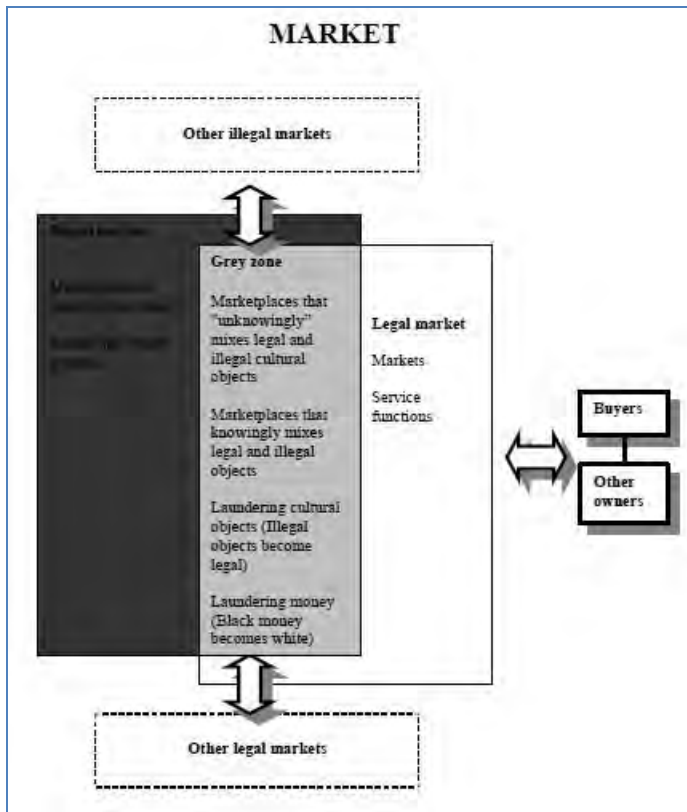 MARKET
Other illegal markets
Grey zone
Marketplaces that
"unknowingly" mixes legal and
illegal cultural
objects
Marketplaces that
knowingly mixes
legal and illegal
objects
Laundering cultural
objects (Illegal
objects become
legal)
Laundering money
(Black money
becomes white)
Legal market
Markets
Service
functions
Buyers
Other
owners
Other legal markets